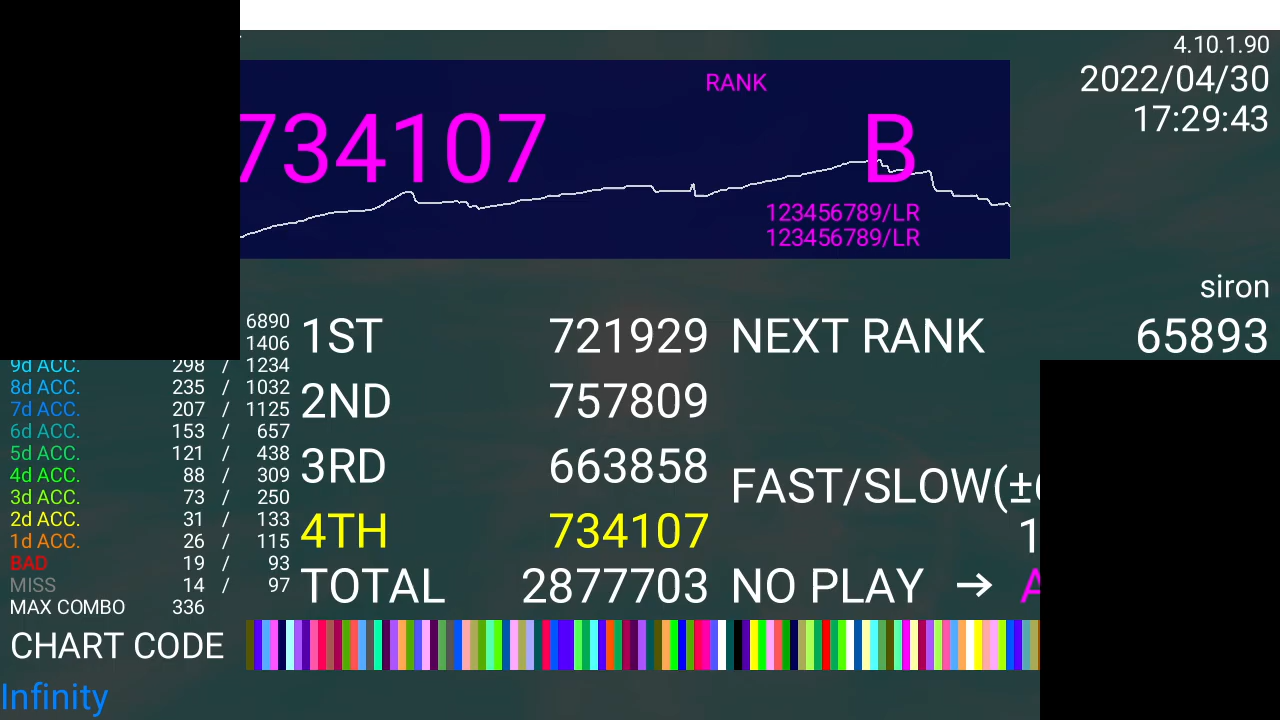 4.10.1.90
2022/04/30
17:29:43
RANK
734107 B
123456789/LR
123456789/LR
siron
6890
1406
9d ACC. 298 / 1234
8d ACC. 235 / 1032
7d ACC. 207 / 1125
6d ACC. 153 / 657
5d ACC. 121 / 438
4d ACC. 88 / 309
3d ACC. 73 / 250
2d ACC. 31 / 133
1d ACC. 26 / 115
BAD 19 / 93
MISS 14 / 97
MAX COMBO 336
1ST 721929
2ND 757809
3RD 663858
4TH 734107
TOTAL 2877703
NEXT RANK 65893
FAST/SLOW(±
1
NO PLAY → A
CHART CODE
Infinity